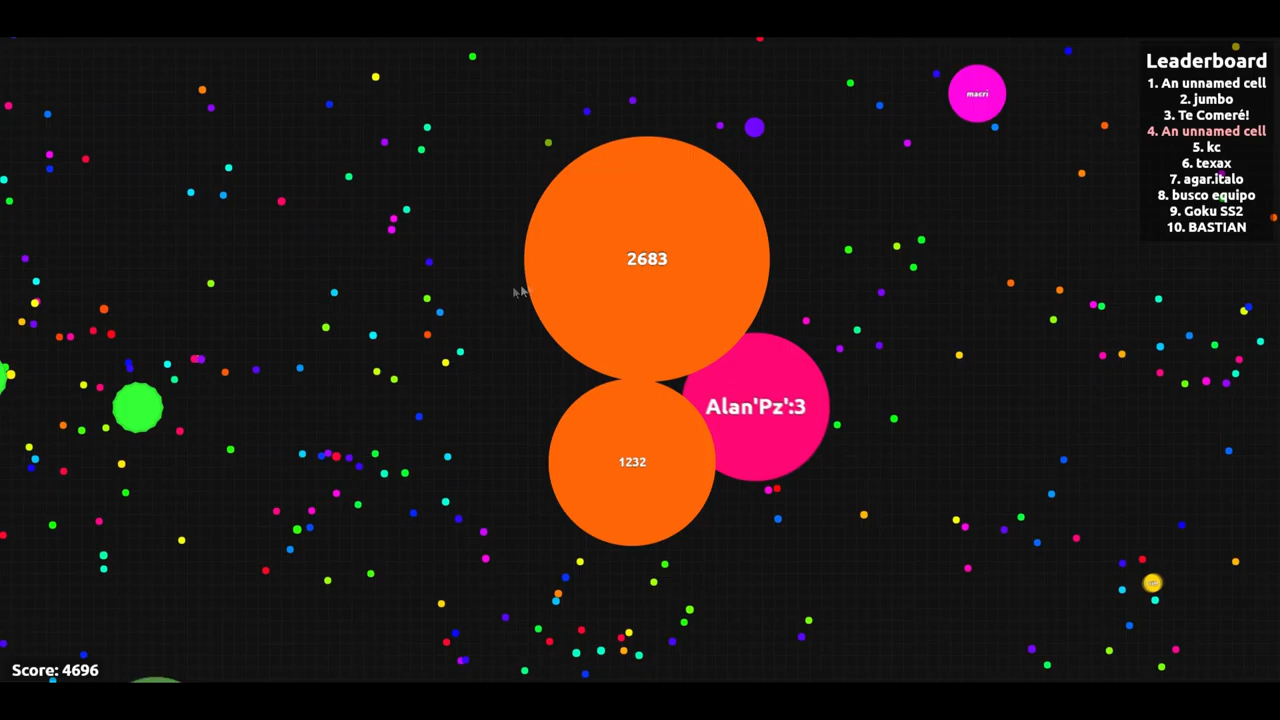 macri
Leaderboard
1. An unnamed cell
2. jumbo
3. Te Comeré!
4. An unnamed cell
5. kc
6. texax
7. agar.italo
8. busco equipo
9. Goku SS2
10. BASTIAN
2683
Alan'Pz':3
1232
Score: 4696